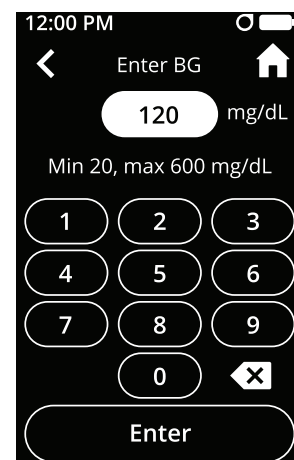 12:00 PM
Enter BG
120 mg/dL
Min 20, max 600 mg/dL
1 2 3
4 5 6
7 8 9
0
Enter